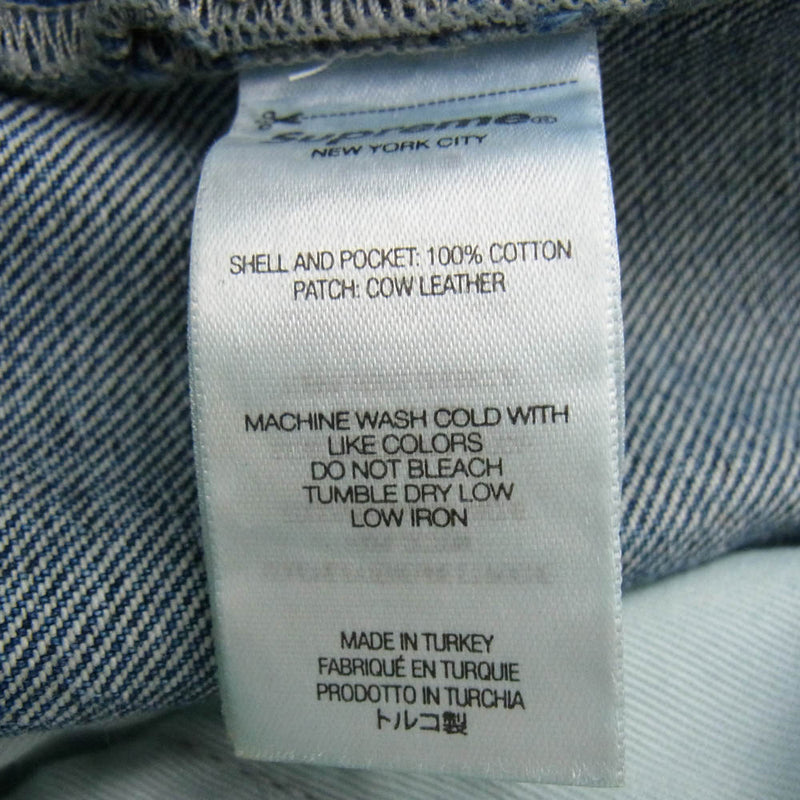 Supreme®
NEW YORK CITY
SHELL AND POCKET: 100% COTTON
PATCH: COW LEATHER
MACHINE WASH COLD WITH
LIKE COLORS
DO NOT BLEACH
TUMBLE DRY LOW
LOW IRON
MADE IN TURKEY
FABRIQUÉ EN TURQUIE
PRODOTTO IN TURCHIA
トルコ製